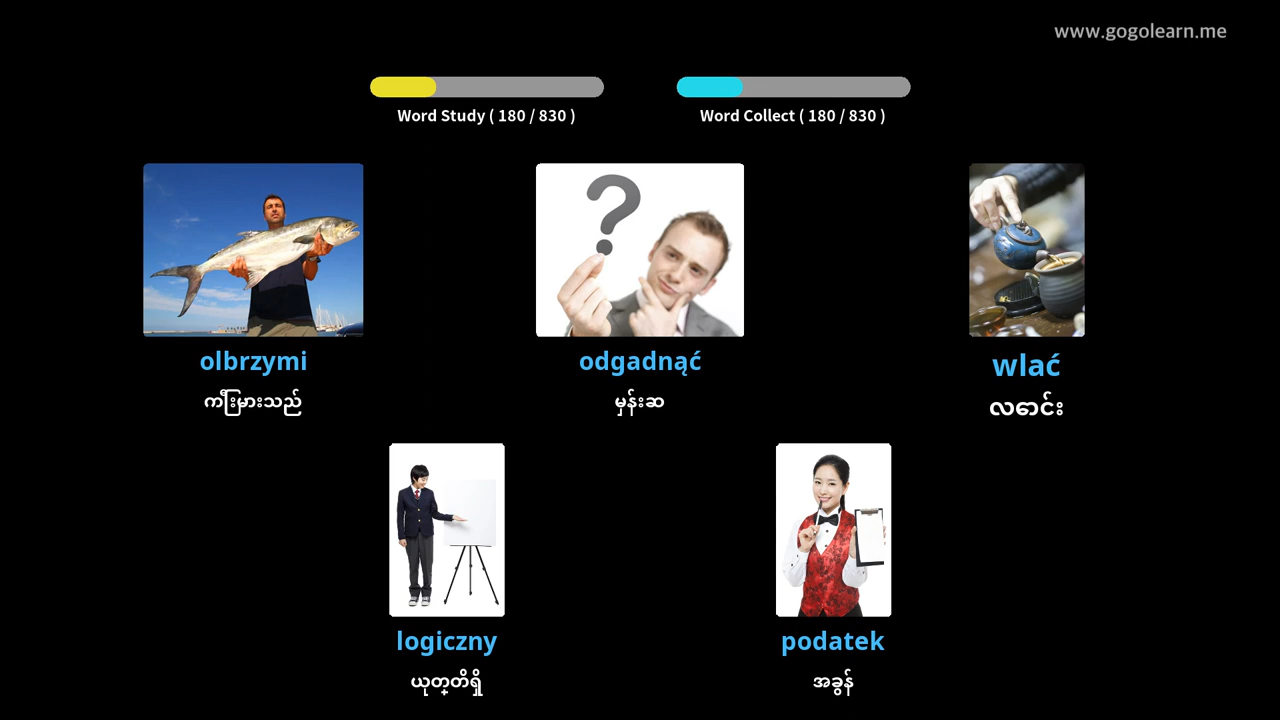 www.gogolearn.me
Word Study ( 180 / 830 )
Word Collect ( 180 / 830 )
olbrzymi
ကြီးမားသည်
odgadnąć
မှန်းဆ
wlać
လောင်း
logiczny
ယုတ္တိရှိ
podatek
အခွန်